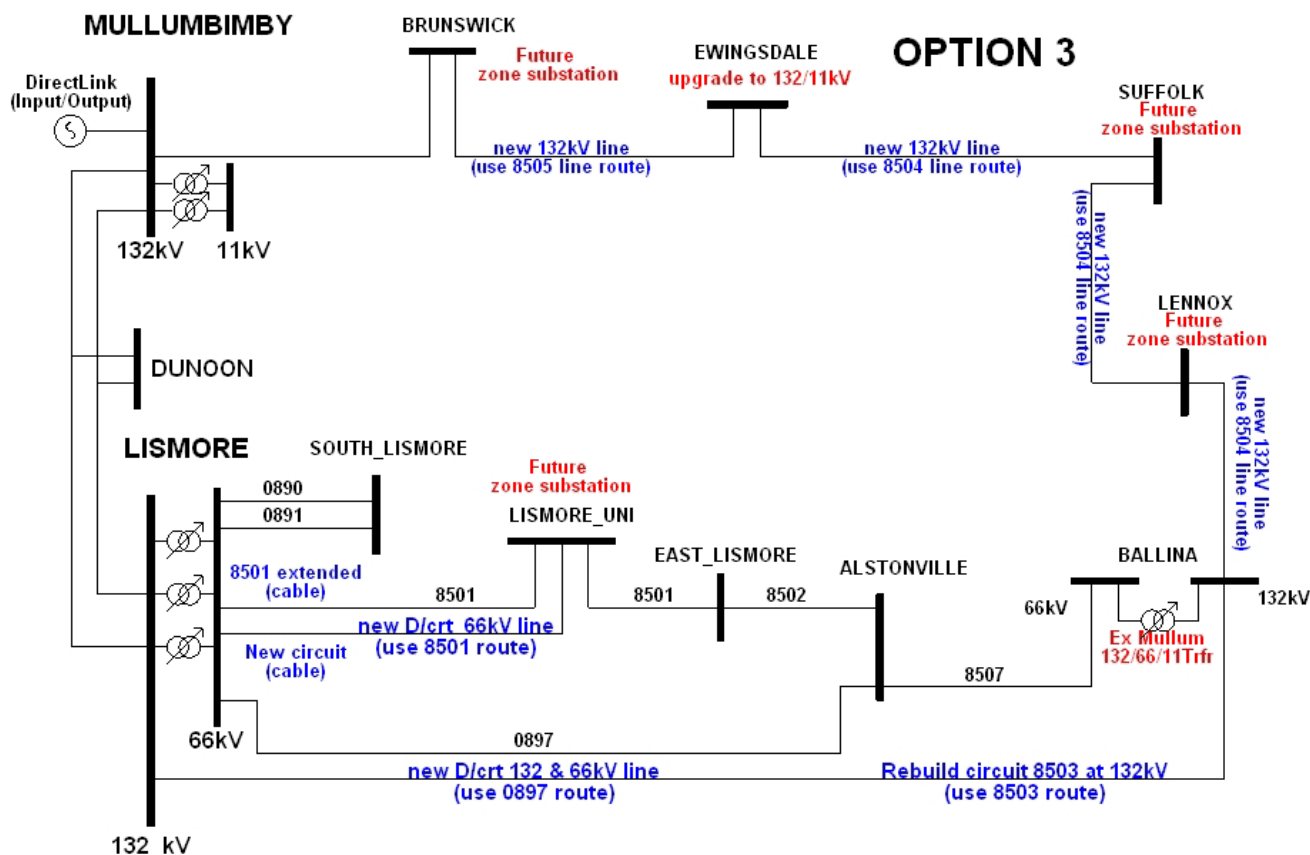 MULLUMBIMBY
BRUNSWICK
Future
zone substation
EWINGSDALE
upgrade to 132/11kV
OPTION 3
DirectLink
(Input/Output)
SUFFOLK
Future
zone substation
new 132kV line
(use 8505 line route)
new 132kV line
(use 8504 line route)
132kV
11kV
new 132kV line
(use 8504 line route)
LENNOX
Future
zone substation
DUNOON
new 132kV line
(use 8504 line route)
LISMORE
SOUTH_LISMORE
0890
0891
Future
zone substation
LISMORE_UNI
EAST_LISMORE
ALSTONVILLE
BALLINA
66kV
132kV
8501 extended
(cable)
8501
8501
8502
new D/crt 66kV line
(use 8501 route)
New circuit
(cable)
Ex Mullum
132/66/11Trfr
8507
66kV
0897
new D/crt 132 & 66kV line
(use 0897 route)
Rebuild circuit 8503 at 132kV
(use 8503 route)
132 kV